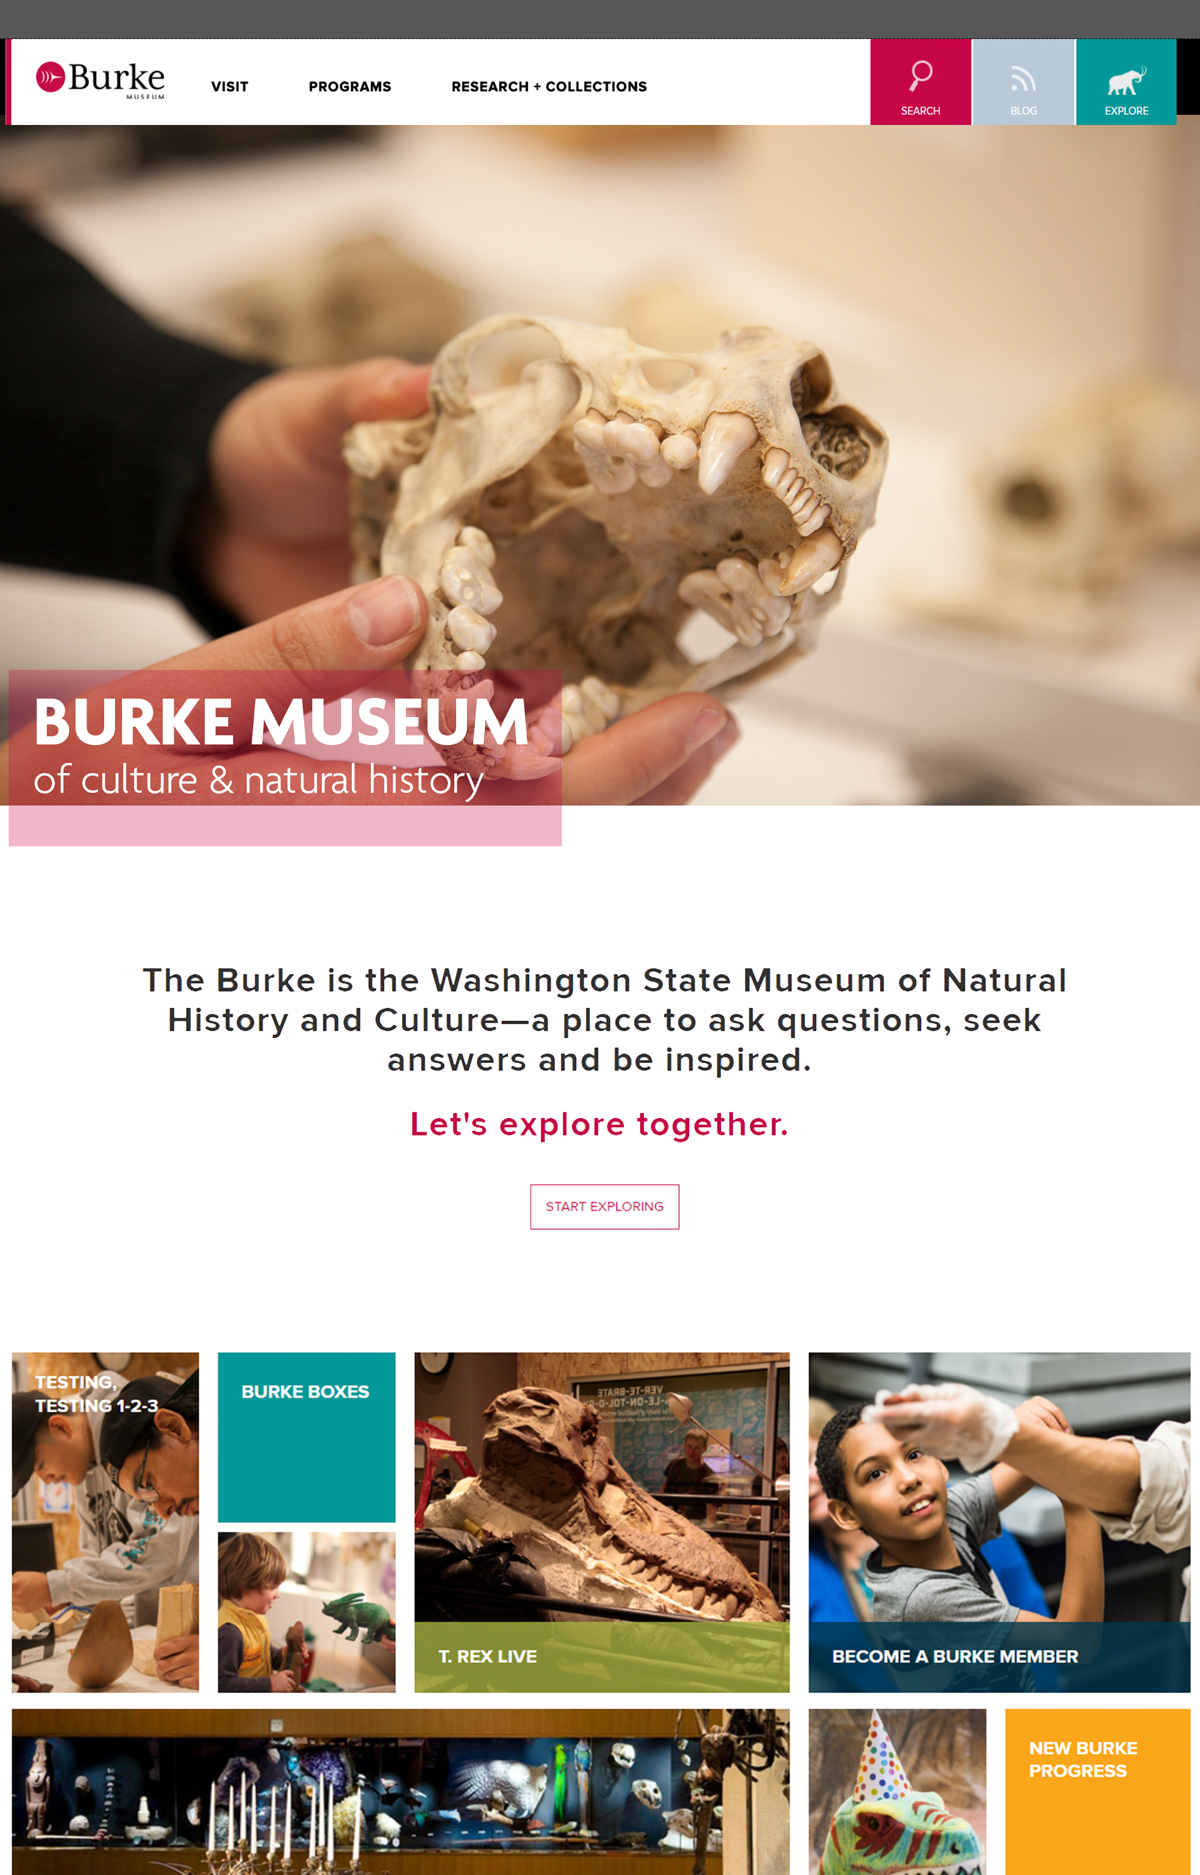 Burke
MUSEUM
VISIT
PROGRAMS
RESEARCH + COLLECTIONS
SEARCH
BLOG
EXPLORE
BURKE MUSEUM
of culture & natural history
The Burke is the Washington State Museum of Natural
History and Culture—a place to ask questions, seek
answers and be inspired.
Let's explore together.
START EXPLORING
TESTING,
TESTING 1-2-3
BURKE BOXES
T. REX LIVE
BECOME A BURKE MEMBER
NEW BURKE
PROGRESS